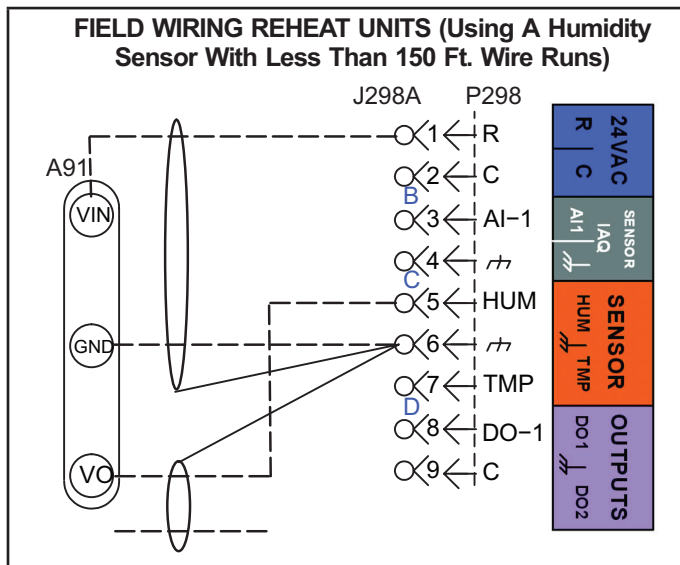 FIELD WIRING REHEAT UNITS (Using A Humidity
Sensor With Less Than 150 Ft. Wire Runs)
J298A P298
A91
VIN
GND
VO
1 R
2 C
B
3 AI−1
4
C
5 HUM
6
7 TMP
D
8 DO−1
9 C
24VAC
R C
SENSOR
IAQ
AI1
SENSOR
HUM TMP
OUTPUTS
DO1 DO2